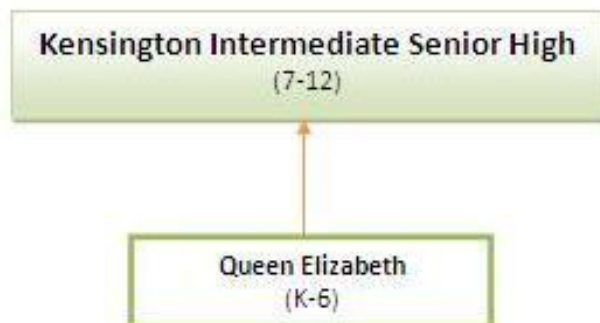 Kensington Intermediate Senior High
(7-12)
Queen Elizabeth
(K-6)